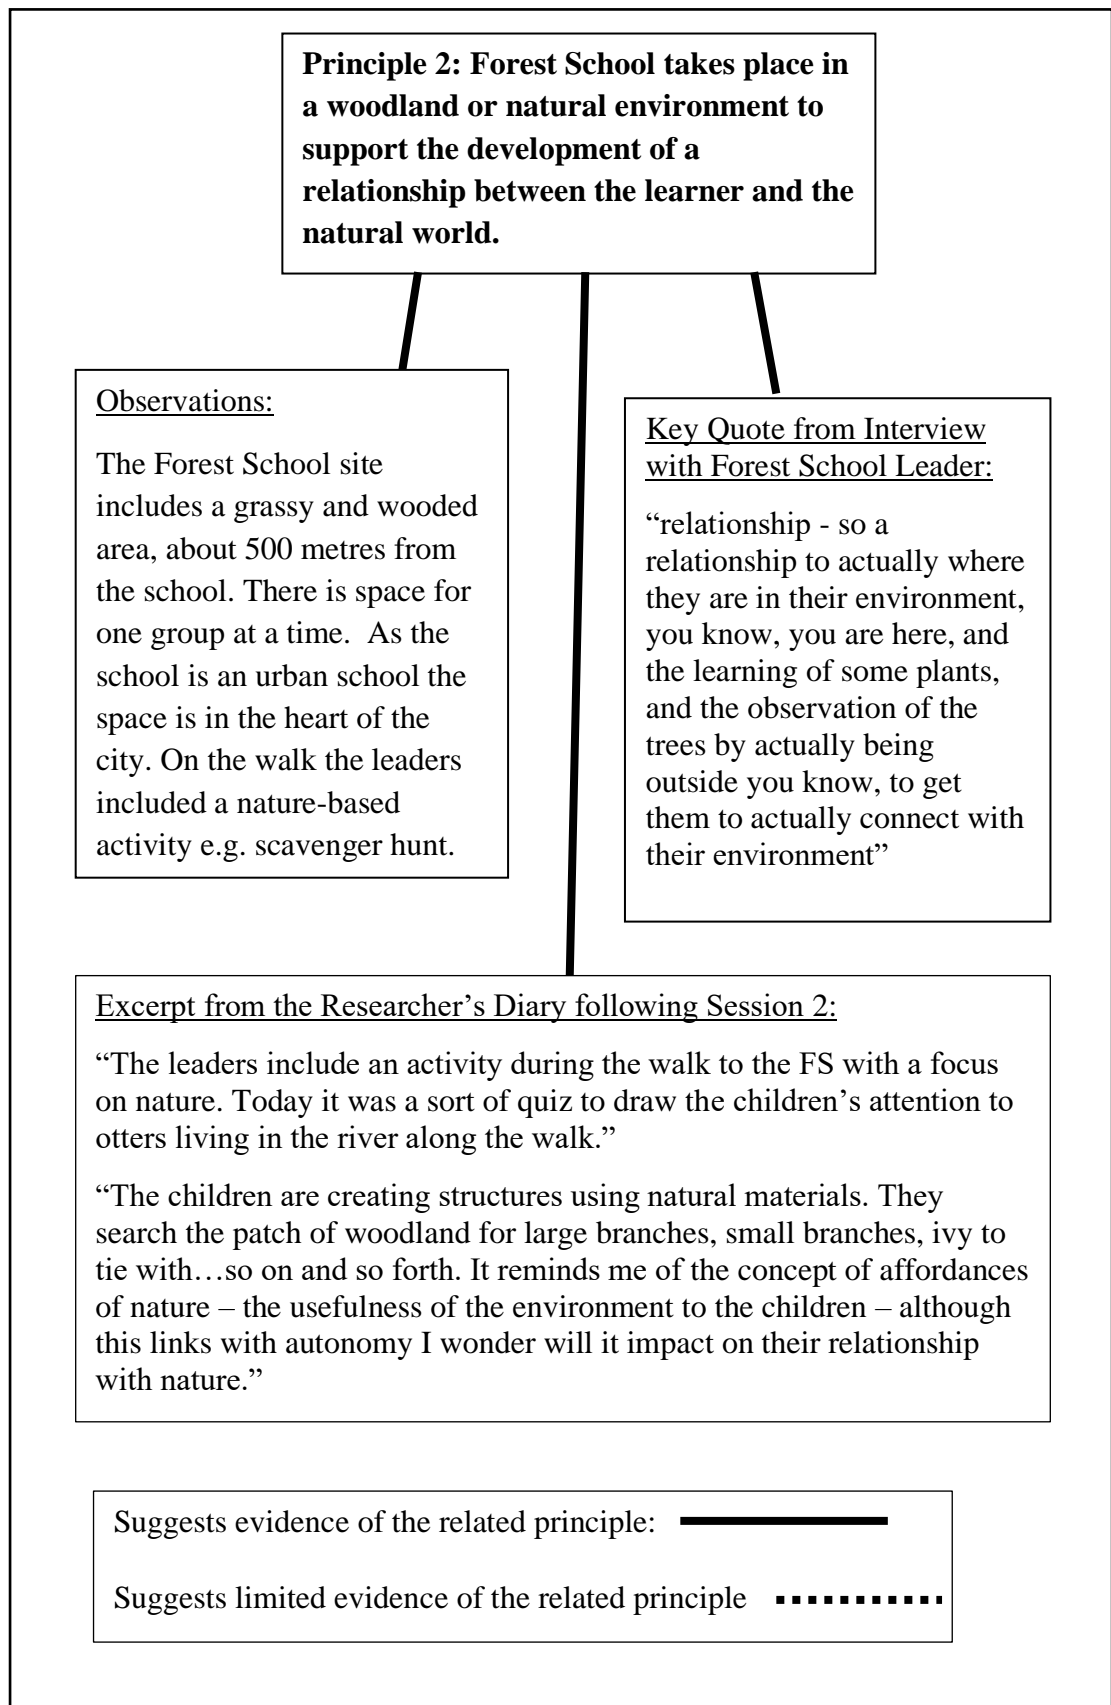 Principle 2: Forest School takes place in
a woodland or natural environment to
support the development of a
relationship between the learner and the
natural world.
Observations:
The Forest School site
includes a grassy and wooded
area, about 500 metres from
the school. There is space for
one group at a time.  As the
school is an urban school the
space is in the heart of the
city. On the walk the leaders
included a nature-based
activity e.g. scavenger hunt.
Key Quote from Interview
with Forest School Leader:
“relationship - so a
relationship to actually where
they are in their environment,
you know, you are here, and
the learning of some plants,
and the observation of the
trees by actually being
outside you know, to get
them to actually connect with
their environment”
Excerpt from the Researcher’s Diary following Session 2:
“The leaders include an activity during the walk to the FS with a focus
on nature. Today it was a sort of quiz to draw the children’s attention to
otters living in the river along the walk.”
“The children are creating structures using natural materials. They
search the patch of woodland for large branches, small branches, ivy to
tie with…so on and so forth. It reminds me of the concept of affordances
of nature – the usefulness of the environment to the children – although
this links with autonomy I wonder will it impact on their relationship
with nature.”
Suggests evidence of the related principle:
Suggests limited evidence of the related principle